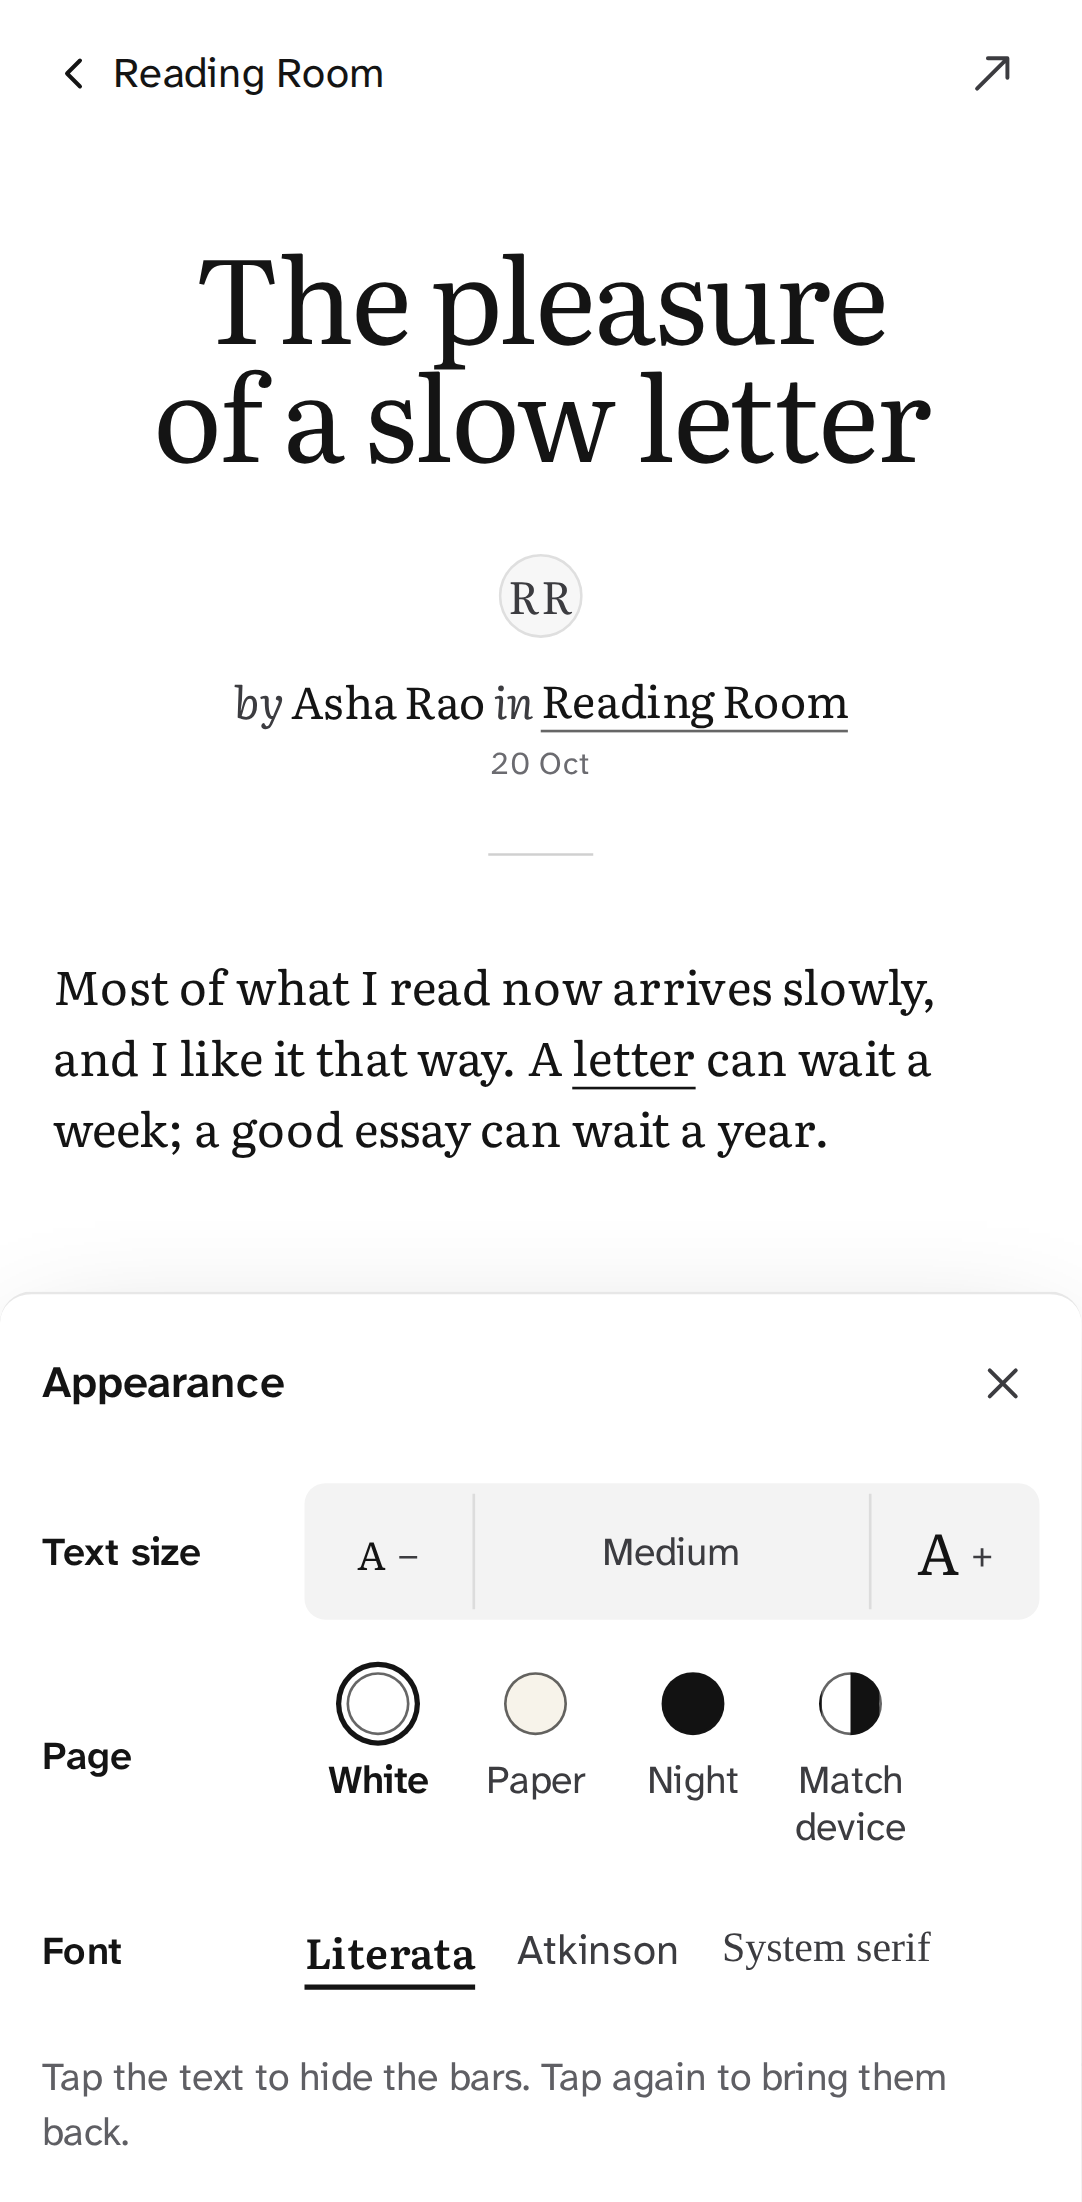 Reading Room
The pleasure
of a slow letter
RR
by Asha Rao in Reading Room
20 Oct
Most of what I read now arrives slowly,
and I like it that way. A letter can wait a
week; a good essay can wait a year.
Appearance
Text size
A − Medium A +
Page
White Paper Night Match
device
Font
Literata Atkinson System serif
Tap the text to hide the bars. Tap again to bring them
back.